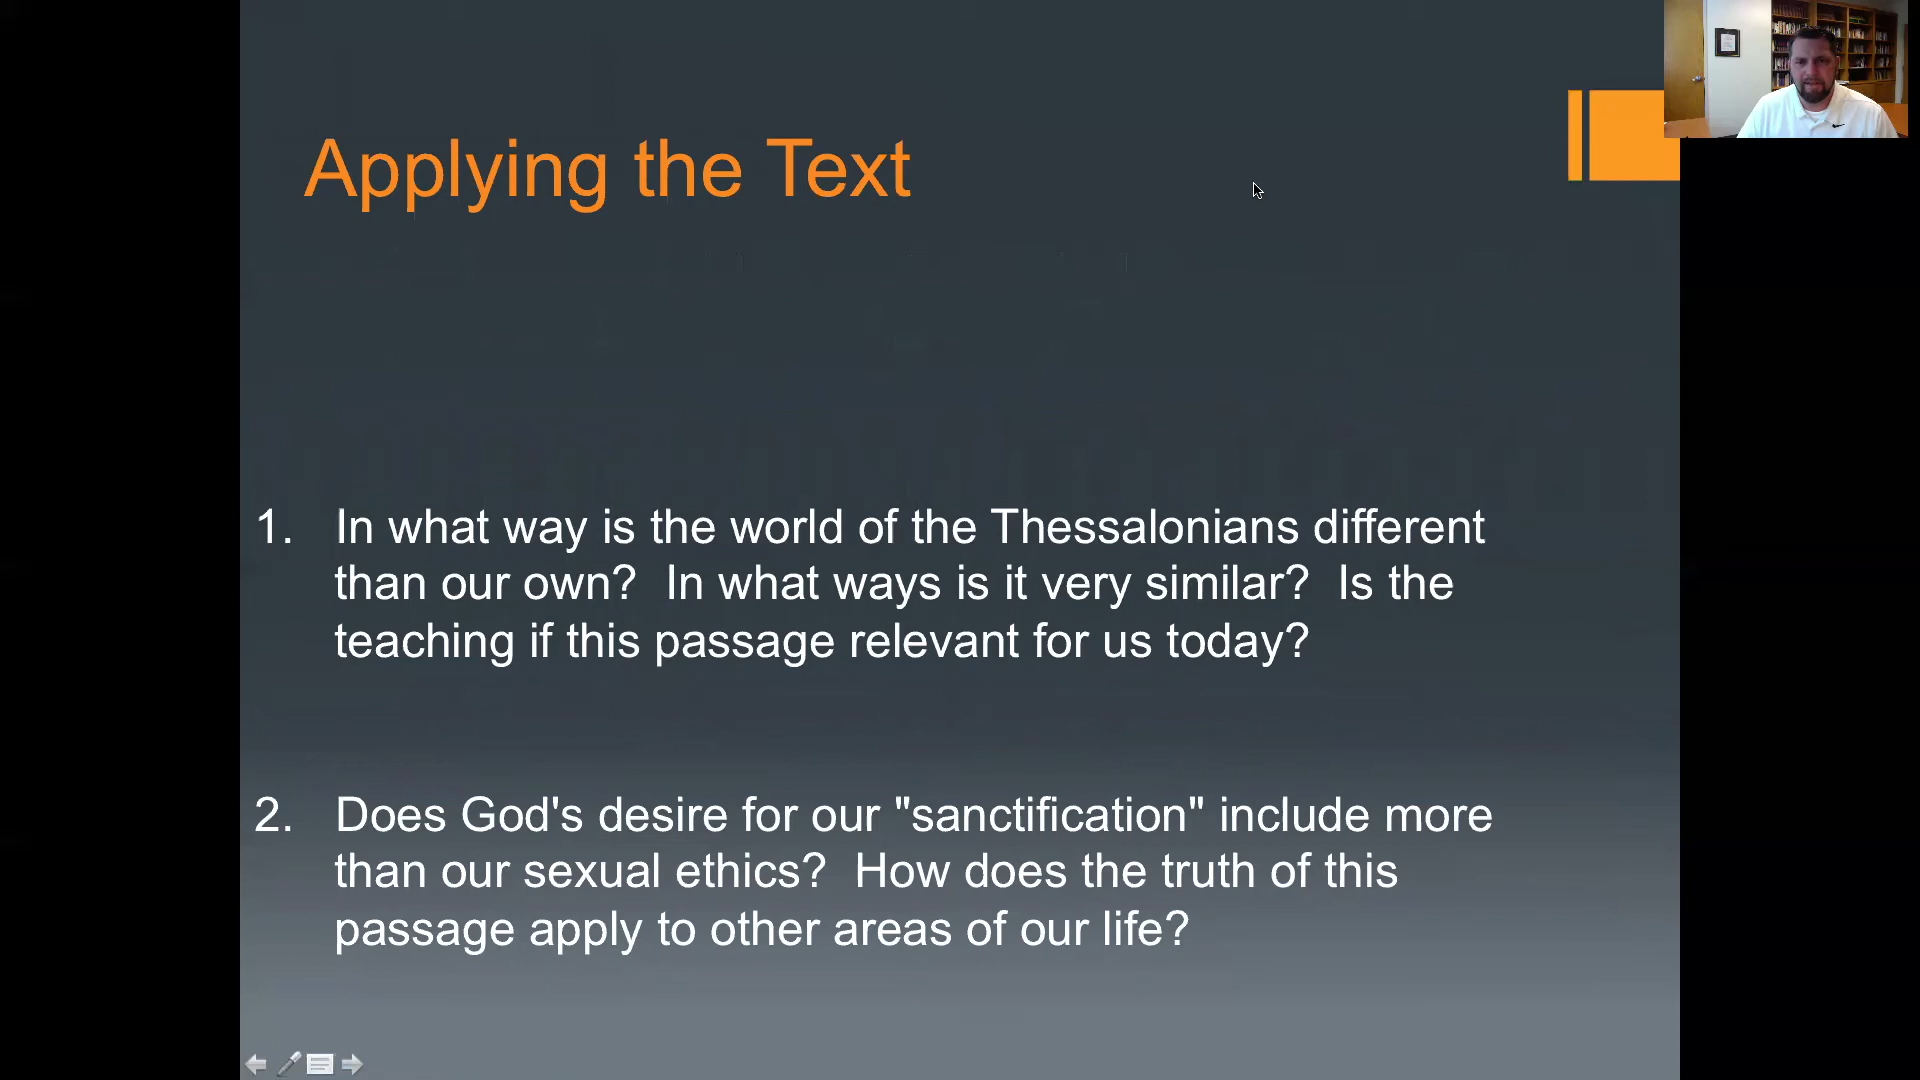 Applying the Text
1. In what way is the world of the Thessalonians different
than our own?  In what ways is it very similar?  Is the
teaching if this passage relevant for us today?
2. Does God's desire for our "sanctification" include more
than our sexual ethics?  How does the truth of this
passage apply to other areas of our life?